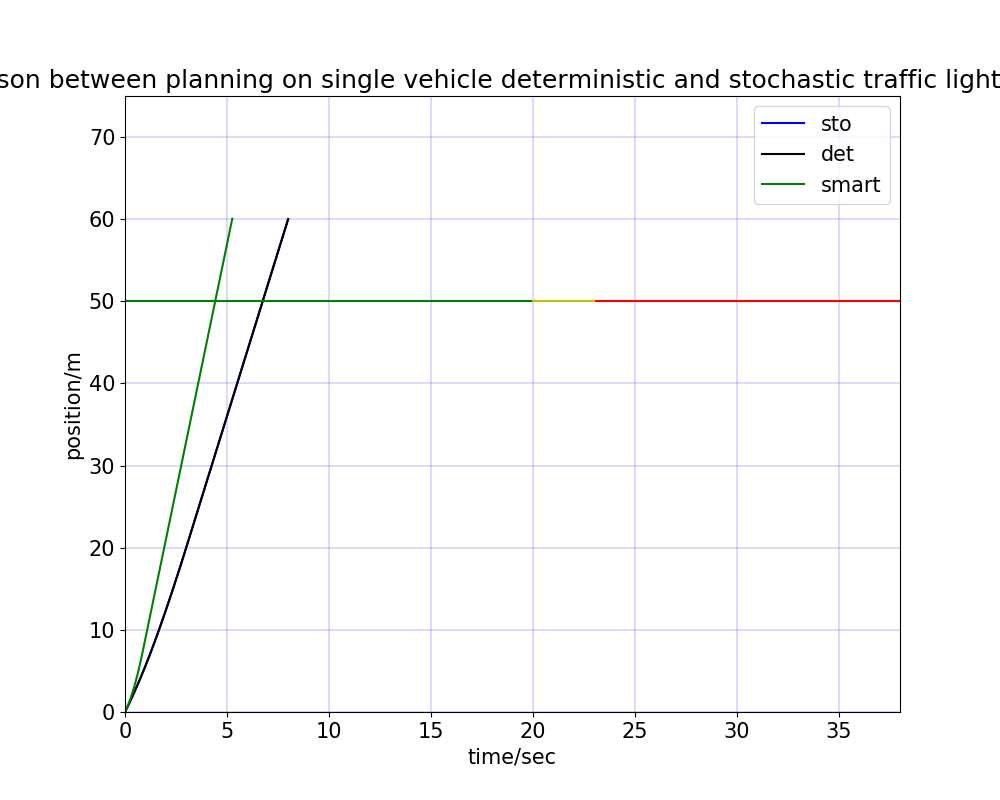 son between planning on single vehicle deterministic and stochastic traffic light
70
60
50
40
30
20
10
0
position/m
sto
det
smart
0 5 10 15 20 25 30 35
time/sec